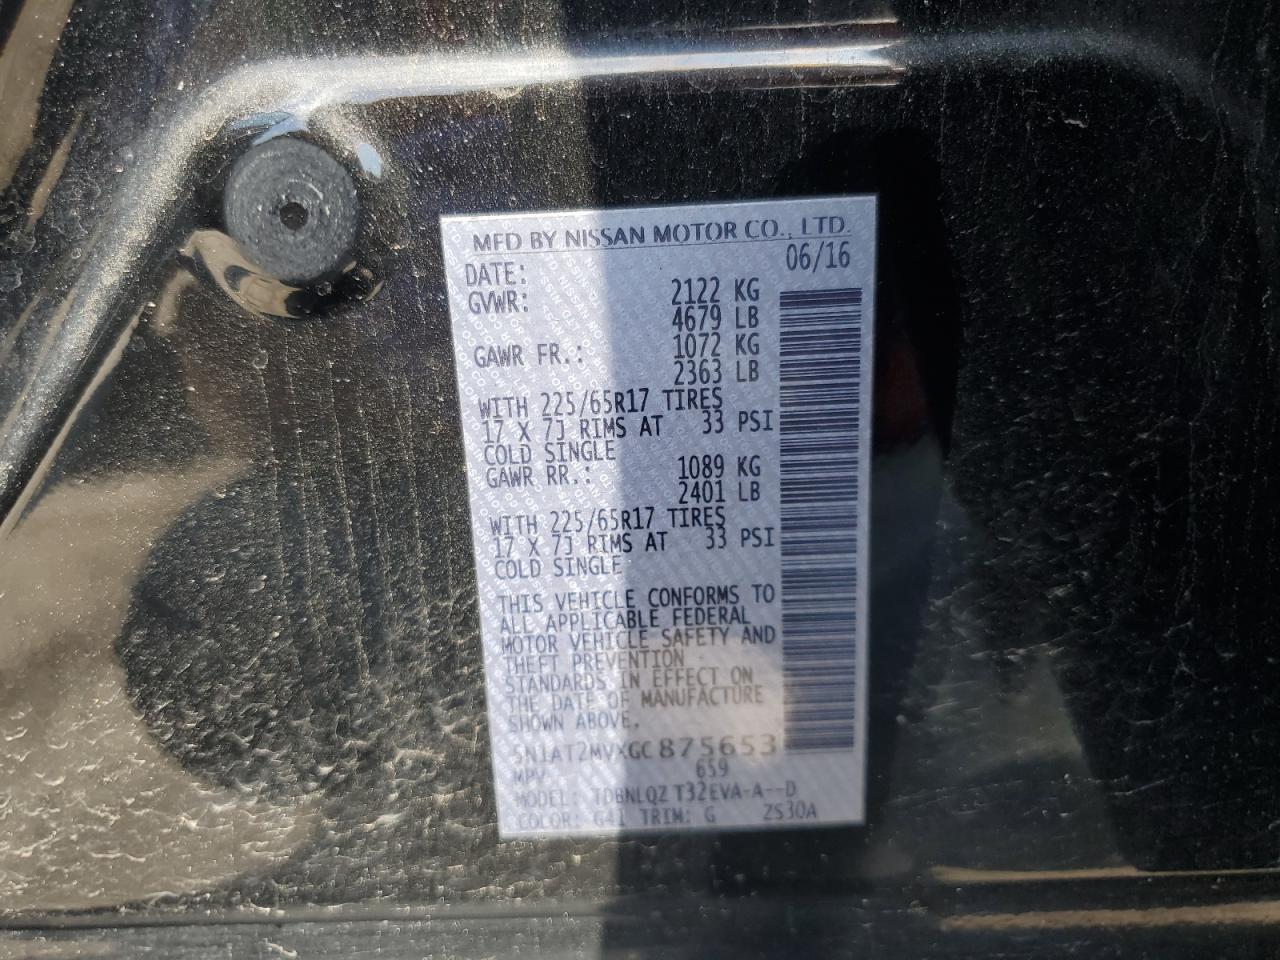 MFD BY NISSAN MOTOR CO., LTD.
DATE: 06/16
GVWR: 2122 KG
4679 LB
GAWR FR.: 1072 KG
2363 LB
WITH 225/65R17 TIRES
17 X 7J RIMS AT 33 PSI
COLD SINGLE
GAWR RR.: 1089 KG
2401 LB
WITH 225/65R17 TIRES
17 X 7J RIMS AT 33 PSI
COLD SINGLE
THIS VEHICLE CONFORMS TO
ALL APPLICABLE FEDERAL
MOTOR VEHICLE SAFETY AND
THEFT PREVENTION
STANDARDS IN EFFECT ON
THE DATE OF MANUFACTURE
SHOWN ABOVE.
5N1AT2MVXGC875653
MPV 659
MODEL: TDBNLQZ T32EVA-A--D
COLOR: G41 TRIM: G ZS30A